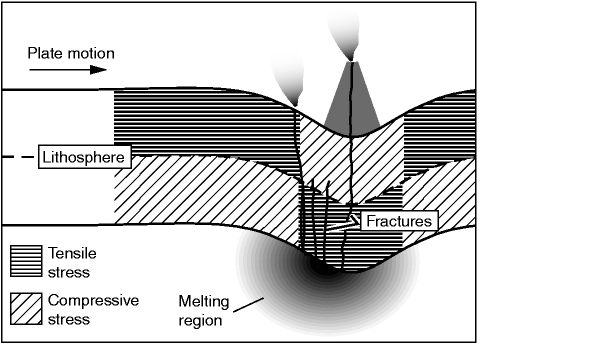 Plate motion
Lithosphere
Fractures
Tensile
stress
Compressive
stress
Melting
region